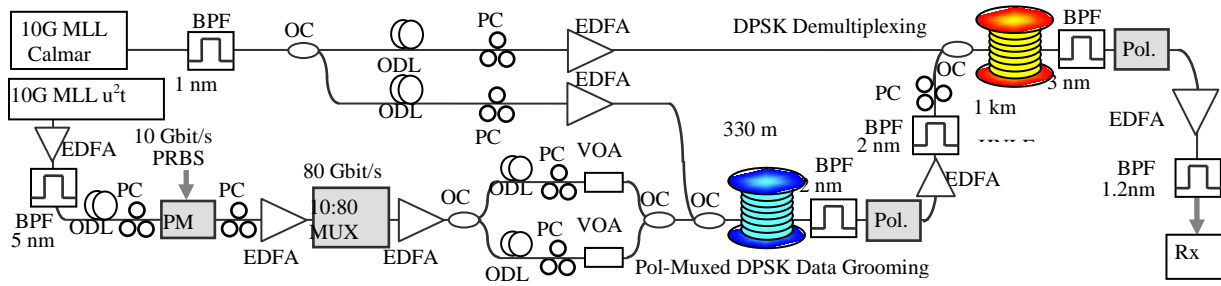 10G MLL
Calmar
BPF
1 nm
OC
ODL
PC
EDFA
DPSK Demultiplexing
OC
1 km
BPF
3 nm
Pol.
EDFA
BPF
1.2nm
Rx
ODL
PC
EDFA
10G MLL u²t
EDFA
BPF
5 nm
ODL
PC
10 Gbit/s
PRBS
PM
PC
EDFA
80 Gbit/s
10:80
MUX
EDFA
OC
ODL
PC
VOA
ODL
PC
VOA
OC
OC
330 m
BPF
2 nm
Pol.
EDFA
BPF
2 nm
PC
Pol-Muxed DPSK Data Grooming